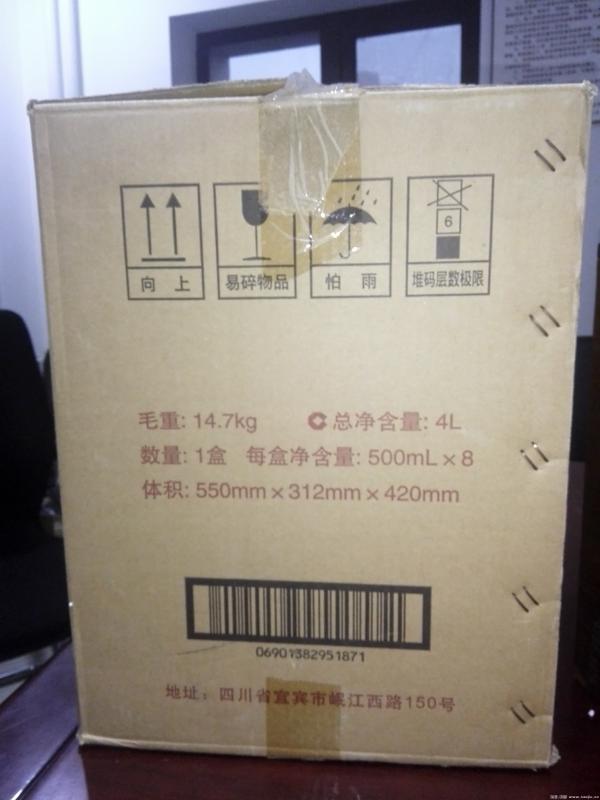 6
向 上
易碎物品
怕 雨
堆码层数极限
毛重: 14.7kg
总净含量: 4L
数量: 1盒 每盒净含量: 500mL×8
体积: 550mm×312mm×420mm
06901382951871
地址：四川省宜宾市岷江西路150号